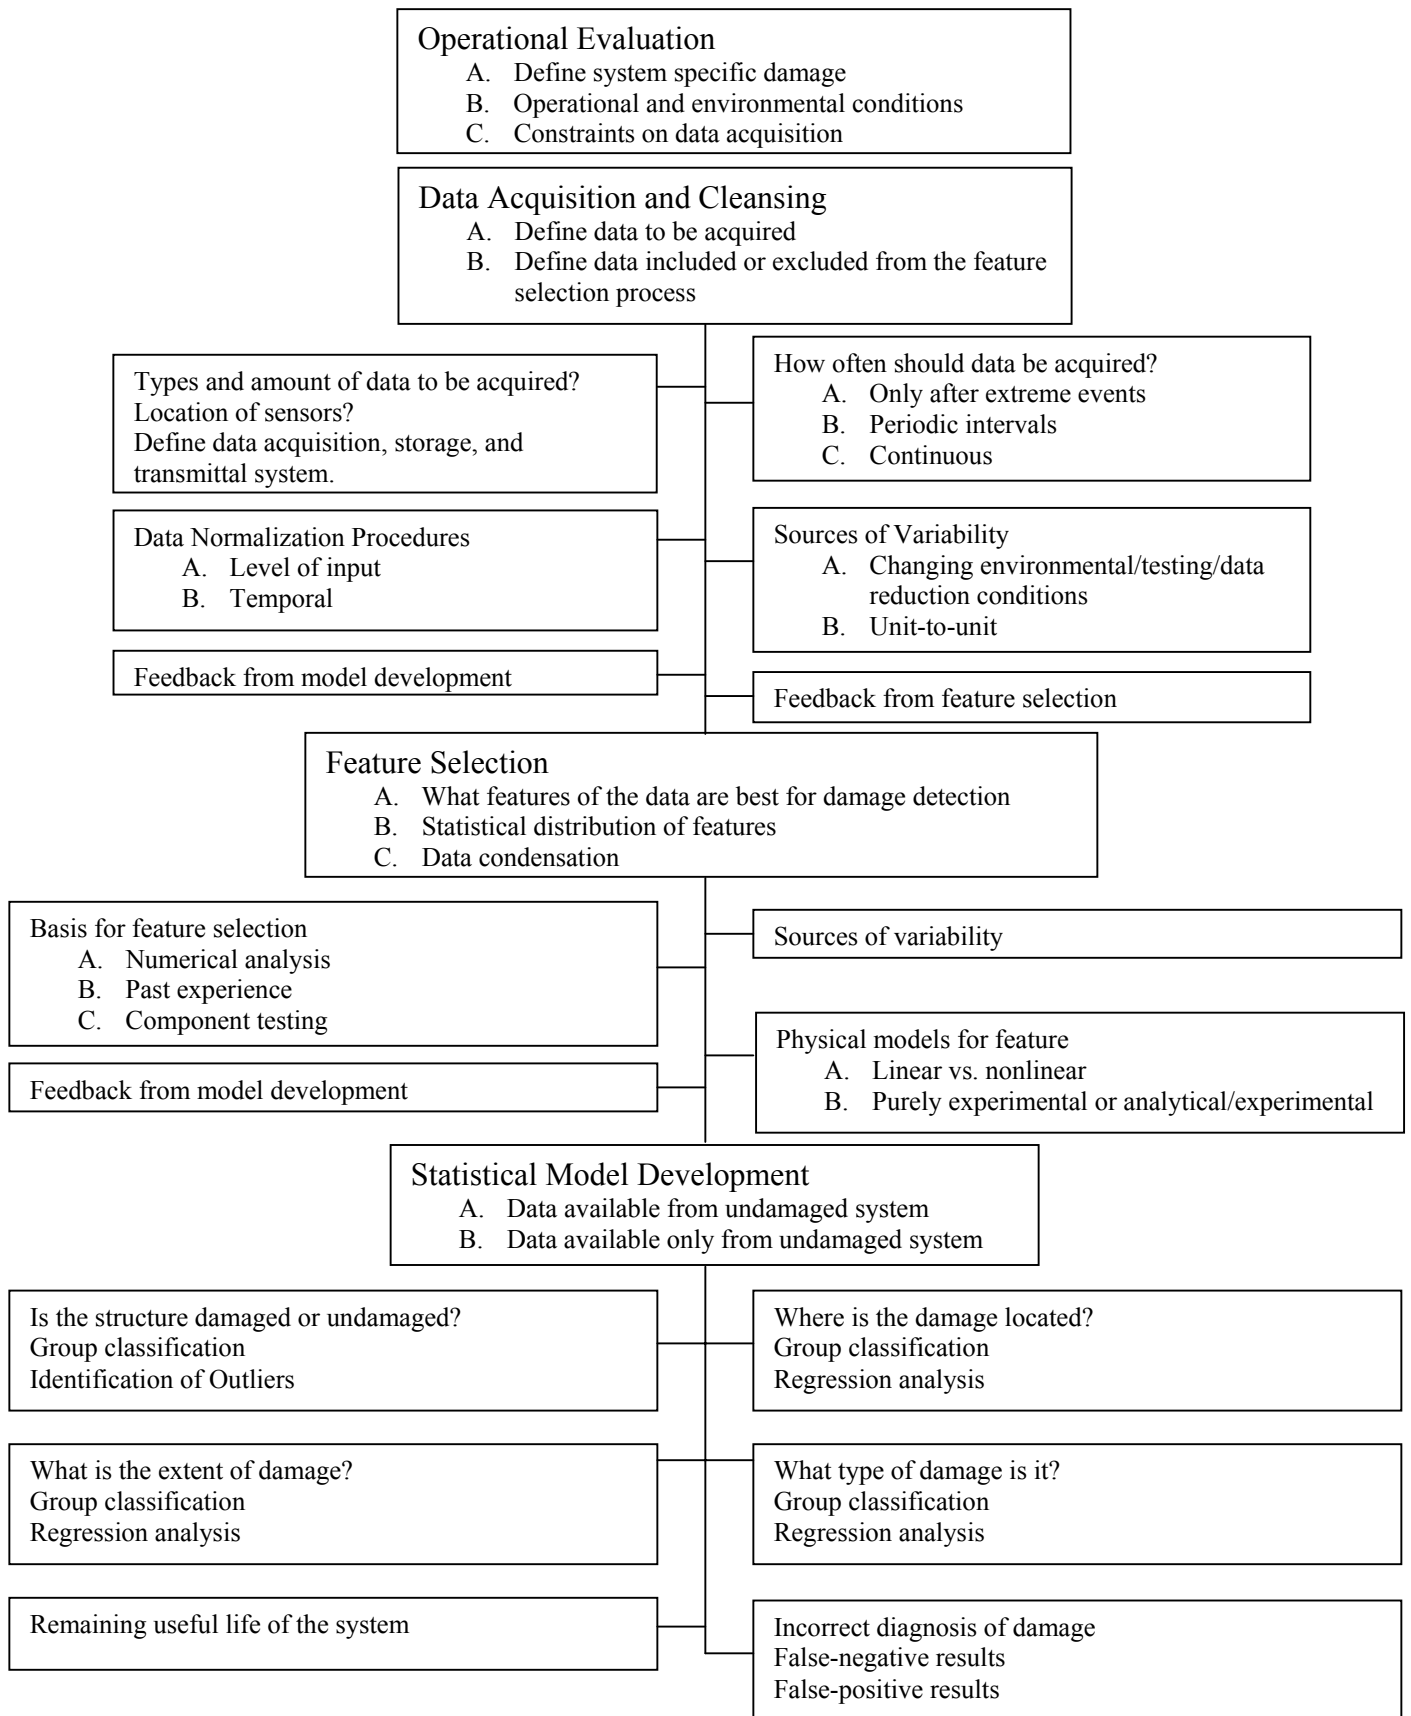 Operational Evaluation
A. Define system specific damage
B. Operational and environmental conditions
C. Constraints on data acquisition
Data Acquisition and Cleansing
A. Define data to be acquired
B. Define data included or excluded from the feature
selection process
Types and amount of data to be acquired?
Location of sensors?
Define data acquisition, storage, and
transmittal system.
How often should data be acquired?
A. Only after extreme events
B. Periodic intervals
C. Continuous
Data Normalization Procedures
A. Level of input
B. Temporal
Sources of Variability
A. Changing environmental/testing/data
reduction conditions
B. Unit-to-unit
Feedback from model development
Feedback from feature selection
Feature Selection
A. What features of the data are best for damage detection
B. Statistical distribution of features
C. Data condensation
Basis for feature selection
A. Numerical analysis
B. Past experience
C. Component testing
Sources of variability
Feedback from model development
Physical models for feature
A. Linear vs. nonlinear
B. Purely experimental or analytical/experimental
Statistical Model Development
A. Data available from undamaged system
B. Data available only from undamaged system
Is the structure damaged or undamaged?
Group classification
Identification of Outliers
Where is the damage located?
Group classification
Regression analysis
What is the extent of damage?
Group classification
Regression analysis
What type of damage is it?
Group classification
Regression analysis
Remaining useful life of the system
Incorrect diagnosis of damage
False-negative results
False-positive results